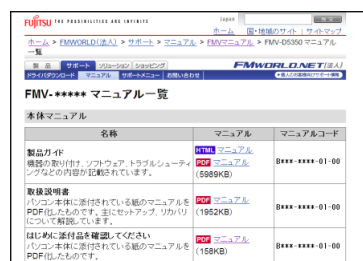 FUJITSU THE POSSIBILITIES ARE INFINITE
Japan
ホーム 国・地域のサイト | サイトマップ
ホーム > FMWORLD(法人) > サポート > マニュアル > FMVマニュアル > FMV-D5350 マニュアル
一覧
製 品 サポート ソリューション ショッピング FMWORLD.NET(法人)
ドライバダウンロード マニュアル サポートメニュー お問い合わせ
FMV-***** マニュアル一覧
本体マニュアル
名称 マニュアル マニュアルコード
製品ガイド
機器の取り付け、ソフトウェア、トラブルシューティングなどの内容が記載されています。
HTML マニュアル
PDF マニュアル
(5989KB)
B***-****-01-00
取扱説明書
パソコン本体に添付されている紙のマニュアルを
PDF化したものです。主にセットアップ、リカバリ
について解説しています。
PDF マニュアル
(1952KB)
B***-****-01-00
はじめに添付品を確認してください
パソコン本体に添付されている紙のマニュアルを
PDF化したものです。
PDF マニュアル
(158KB)
B***-****-01-00